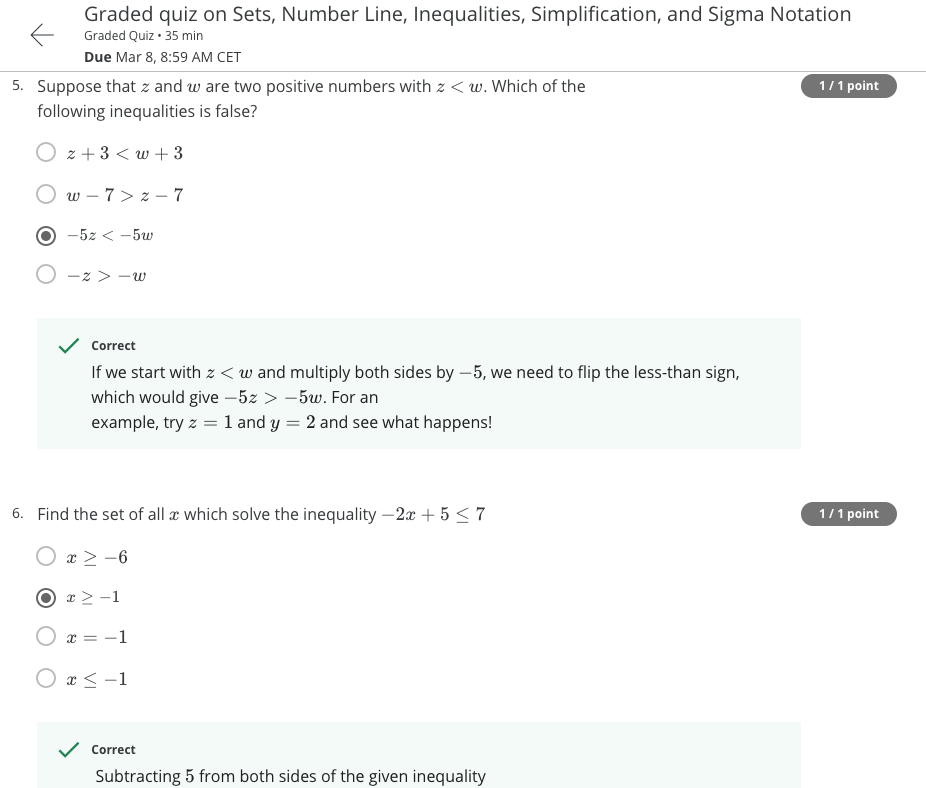 Graded quiz on Sets, Number Line, Inequalities, Simplification, and Sigma Notation
Graded Quiz • 35 min
Due Mar 8, 8:59 AM CET
5. Suppose that z and w are two positive numbers with z < w. Which of the
1 / 1 point
following inequalities is false?
z + 3 < w + 3
w − 7 > z − 7
−5z < −5w
−z > −w
Correct
If we start with z < w and multiply both sides by −5, we need to flip the less-than sign,
which would give −5z > −5w. For an
example, try z = 1 and y = 2 and see what happens!
6. Find the set of all x which solve the inequality −2x + 5 ≤ 7
1 / 1 point
x ≥ −6
x ≥ −1
x = −1
x ≤ −1
Correct
Subtracting 5 from both sides of the given inequality